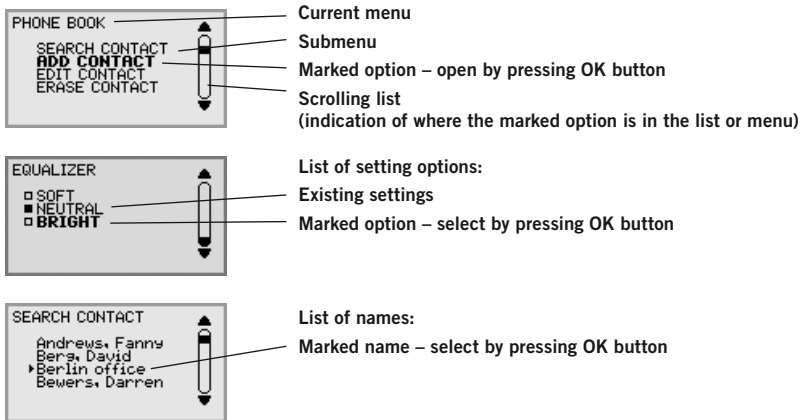 PHONE BOOK
SEARCH CONTACT
ADD CONTACT
EDIT CONTACT
ERASE CONTACT
Current menu
Submenu
Marked option – open by pressing OK button
Scrolling list
(indication of where the marked option is in the list or menu)
EQUALIZER
SOFT
NEUTRAL
BRIGHT
List of setting options:
Existing settings
Marked option – select by pressing OK button
SEARCH CONTACT
Andrews, Fanny
Berg, David
Berlin office
Bewers, Darren
List of names:
Marked name – select by pressing OK button